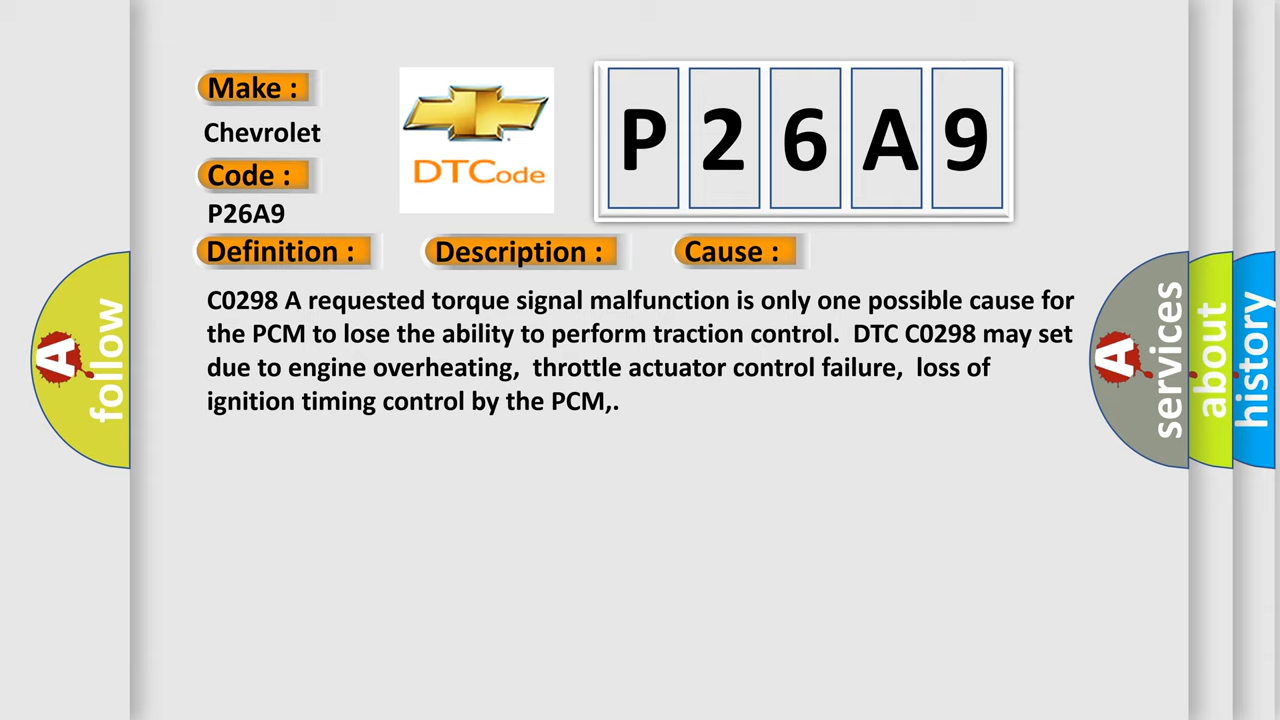 Make :
Chevrolet
Code :
P26A9
DTCode
P 2 6 A 9
Definition :
Description :
Cause :
C0298 A requested torque signal malfunction is only one possible cause for
the PCM to lose the ability to perform traction control. DTC C0298 may set
due to engine overheating, throttle actuator control failure, loss of
ignition timing control by the PCM,.
A
follow
A
services
about
history